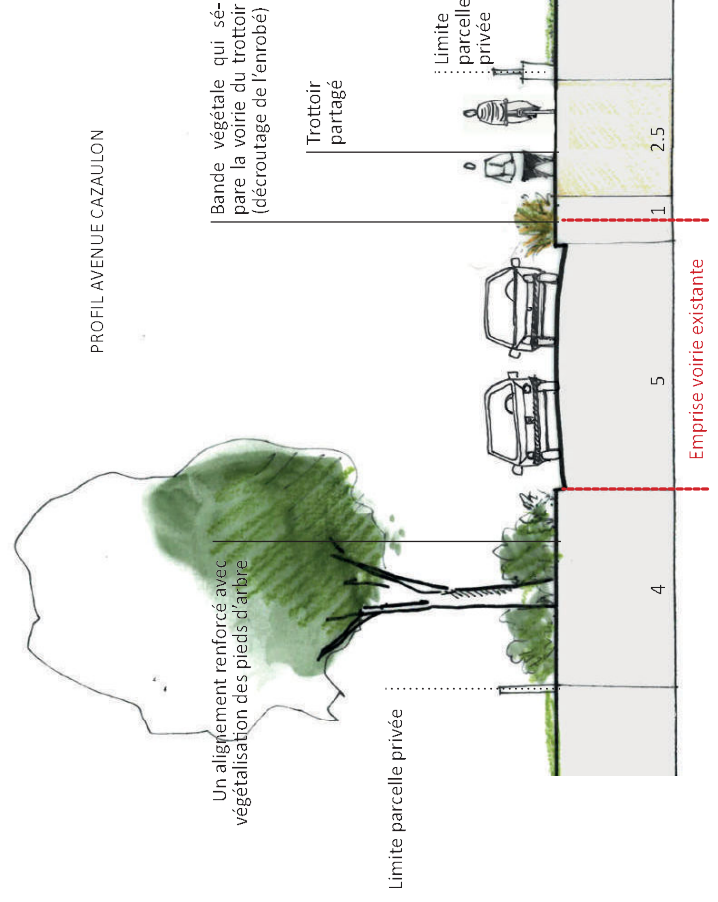 PROFIL AVENUE CAZAULON
Un alignement renforcé avec
végétalisation des pieds d'arbre
Bande végétale qui sé-
pare la voirie du trottoir
(décroutage de l'enrobé)
Trottoir
partagé
Limite parcelle privée
Limite
parcelle
privée
4
5
1
2.5
Emprise voirie existante